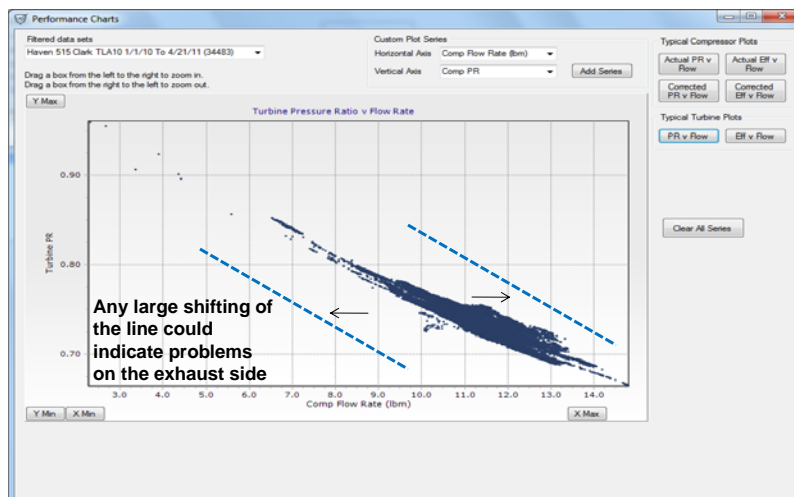 Performance Charts
Filtered data sets
Haven 515 Clark TLA10 1/1/10 To 4/21/11 (34483)
Drag a box from the left to the right to zoom in.
Drag a box from the right to the left to zoom out.
Custom Plot Series
Horizontal Axis Comp Flow Rate (lbm)
Vertical Axis Comp PR
Add Series
Typical Compressor Plots
Actual PR v Flow
Actual Eff v Flow
Corrected PR v Flow
Corrected Eff v Flow
Typical Turbine Plots
PR v Flow
Eff v Flow
Clear All Series
Y Max
Turbine Pressure Ratio v Flow Rate
0.90
0.80
0.70
Turbine PR
Any large shifting of
the line could
indicate problems
on the exhaust side
3.0 4.0 5.0 6.0 7.0 8.0 9.0 10.0 11.0 12.0 13.0 14.0
Comp Flow Rate (lbm)
Y Min X Min X Max